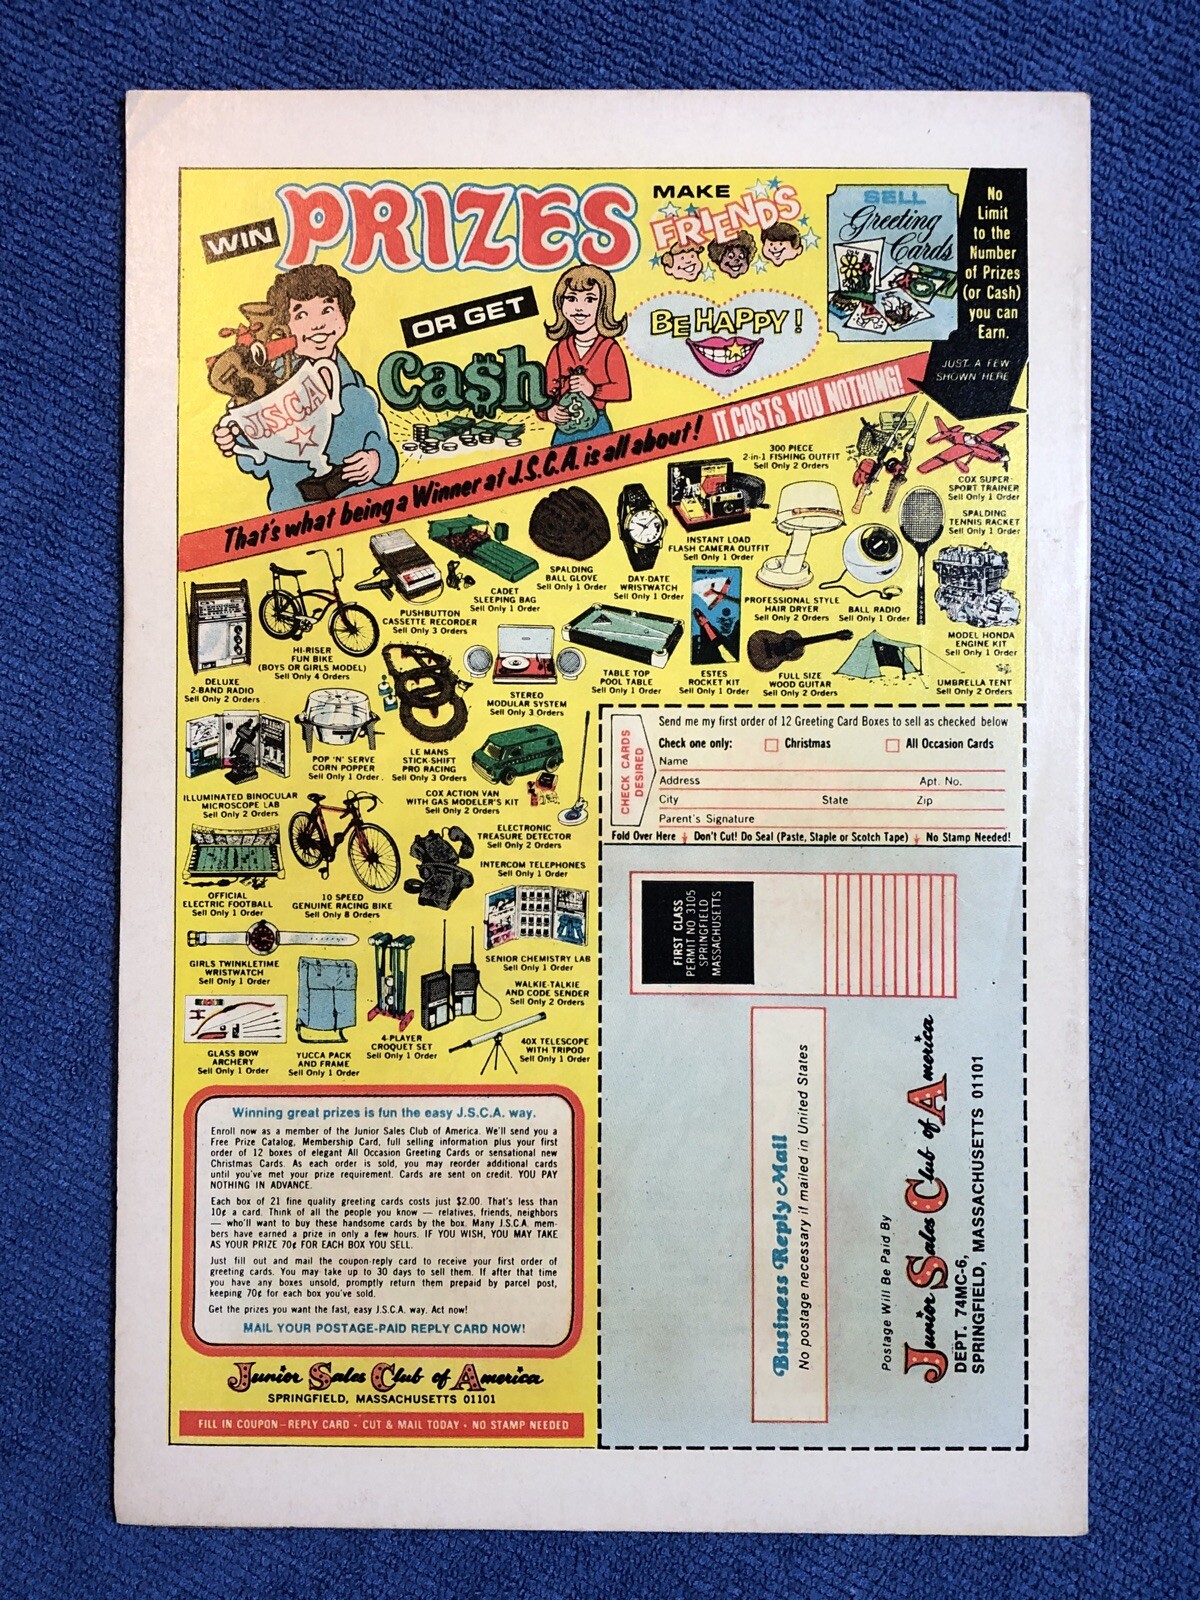 WIN
PRIZES
OR GET
Ca$h
MAKE
FRIENDS
BE HAPPY!
SELL
Greeting
Cards
No
Limit
to the
Number
of Prizes
(or Cash)
you can
Earn.
JUST A FEW
SHOWN HERE
J.S.C.A.
$
That's what being a Winner at J.S.C.A. is all about! IT COSTS YOU NOTHING!
300 PIECE
2-in-1 FISHING OUTFIT
Sell Only 2 Orders
COX SUPER
SPORT TRAINER
Sell Only 1 Order
SPALDING
TENNIS RACKET
Sell Only 1 Order
INSTANT LOAD
FLASH CAMERA OUTFIT
Sell Only 1 Order
SPALDING
BALL GLOVE
Sell Only 1 Order
DAY-DATE
WRISTWATCH
Sell Only 1 Order
CADET
SLEEPING BAG
Sell Only 1 Order
PUSHBUTTON
CASSETTE RECORDER
Sell Only 3 Orders
PROFESSIONAL STYLE
HAIR DRYER
Sell Only 2 Orders
BALL RADIO
Sell Only 1 Order
MODEL HONDA
ENGINE KIT
Sell Only 1 Order
HI-RISER
FUN BIKE
(BOYS OR GIRLS MODEL)
Sell Only 4 Orders
DELUXE
2-BAND RADIO
Sell Only 2 Orders
STEREO
MODULAR SYSTEM
Sell Only 3 Orders
TABLE TOP
POOL TABLE
Sell Only 1 Order
ESTES
ROCKET KIT
Sell Only 1 Order
FULL SIZE
WOOD GUITAR
Sell Only 2 Orders
UMBRELLA TENT
Sell Only 2 Orders
POP 'N' SERVE
CORN POPPER
Sell Only 1 Order.
LE MANS
STICK-SHIFT
PRO RACING
Sell Only 3 Orders
ILLUMINATED BINOCULAR
MICROSCOPE LAB
Sell Only 2 Orders
COX ACTION VAN
WITH GAS MODELER'S KIT
Sell Only 2 Orders
ELECTRONIC
TREASURE DETECTOR
Sell Only 2 Orders
INTERCOM TELEPHONES
Sell Only 1 Order
OFFICIAL
ELECTRIC FOOTBALL
Sell Only 1 Order
10 SPEED
GENUINE RACING BIKE
Sell Only 8 Orders
SENIOR CHEMISTRY LAB
Sell Only 1 Order
GIRLS TWINKLETIME
WRISTWATCH
Sell Only 1 Order
WALKIE-TALKIE
AND CODE SENDER
Sell Only 2 Orders
GLASS BOW
ARCHERY
Sell Only 1 Order
YUCCA PACK
AND FRAME
Sell Only 1 Order
4-PLAYER
CROQUET SET
Sell Only 1 Order
40X TELESCOPE
WITH TRIPOD
Sell Only 1 Order
Winning great prizes is fun the easy J.S.C.A. way.
Enroll now as a member of the Junior Sales Club of America. We'll send you a
Free Prize Catalog, Membership Card, full selling information plus your first
order of 12 boxes of elegant All Occasion Greeting Cards or sensational new
Christmas Cards. As each order is sold, you may reorder additional cards
until you've met your prize requirement. Cards are sent on credit. YOU PAY
NOTHING IN ADVANCE.
Each box of 21 fine quality greeting cards costs just $2.00. That's less than
10¢ a card. Think of all the people you know — relatives, friends, neighbors
— who'll want to buy these handsome cards by the box. Many J.S.C.A. mem-
bers have earned a prize in only a few hours. IF YOU WISH, YOU MAY TAKE
AS YOUR PRIZE 70¢ FOR EACH BOX YOU SELL.
Just fill out and mail the coupon-reply card to receive your first order of
greeting cards. You may take up to 30 days to sell them. If after that time
you have any boxes unsold, promptly return them prepaid by parcel post,
keeping 70¢ for each box you've sold.
Get the prizes you want the fast, easy J.S.C.A. way. Act now!
MAIL YOUR POSTAGE-PAID REPLY CARD NOW!
Junior Sales Club of America
SPRINGFIELD, MASSACHUSETTS 01101
FILL IN COUPON-REPLY CARD • CUT & MAIL TODAY • NO STAMP NEEDED
CHECK CARDS
DESIRED
Send me my first order of 12 Greeting Card Boxes to sell as checked below
Check one only: Christmas All Occasion Cards
Name
Address Apt. No.
City State Zip
Parent's Signature
Fold Over Here Don't Cut! Do Seal (Paste, Staple or Scotch Tape) No Stamp Needed!
FIRST CLASS
PERMIT NO. 3105
SPRINGFIELD
MASSACHUSETTS
Business Reply Mail
No postage necessary if mailed in United States
Postage Will Be Paid By
Junior Sales Club of America
DEPT. 74MC-6,
SPRINGFIELD, MASSACHUSETTS 01101